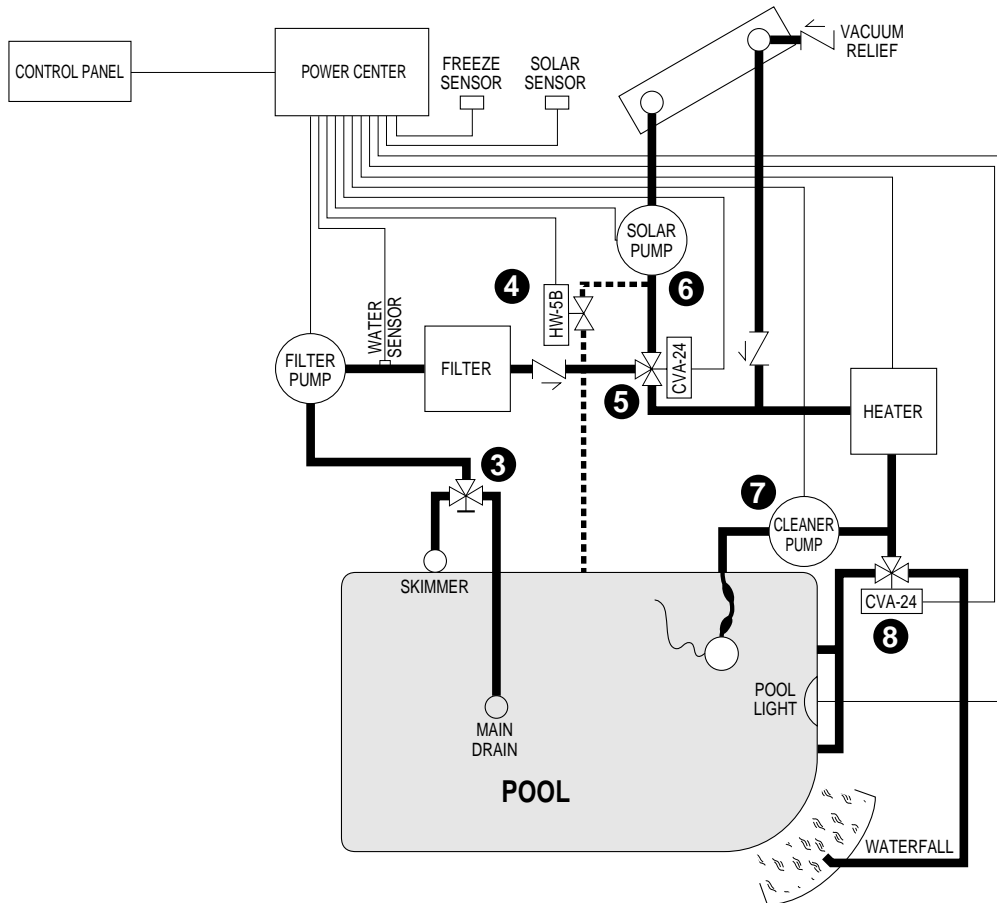 CONTROL PANEL
POWER CENTER
FREEZE
SENSOR
SOLAR
SENSOR
VACUUM
RELIEF
SOLAR
PUMP
4
6
HW-5B
WATER
SENSOR
FILTER
PUMP
FILTER
CVA-24
5
HEATER
3
7
CLEANER
PUMP
SKIMMER
CVA-24
8
POOL
LIGHT
MAIN
DRAIN
POOL
WATERFALL